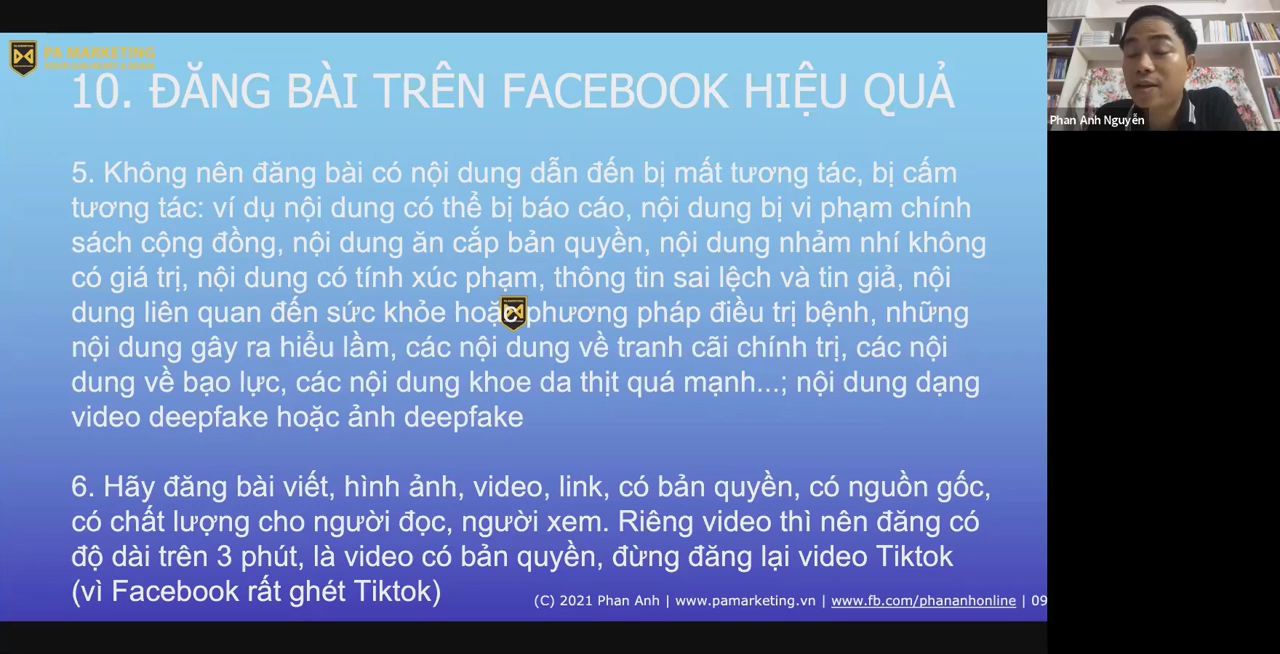 PA MARKETING
10. ĐĂNG BÀI TRÊN FACEBOOK HIỆU QUẢ
Phan Anh Nguyễn
5. Không nên đăng bài có nội dung dẫn đến bị mất tương tác, bị cấm
tương tác: ví dụ nội dung có thể bị báo cáo, nội dung bị vi phạm chính
sách cộng đồng, nội dung ăn cắp bản quyền, nội dung nhảm nhí không
có giá trị, nội dung có tính xúc phạm, thông tin sai lệch và tin giả, nội
dung liên quan đến sức khỏe hoặc phương pháp điều trị bệnh, những
nội dung gây ra hiểu lầm, các nội dung về tranh cãi chính trị, các nội
dung về bạo lực, các nội dung khoe da thịt quá mạnh...; nội dung dạng
video deepfake hoặc ảnh deepfake
6. Hãy đăng bài viết, hình ảnh, video, link, có bản quyền, có nguồn gốc,
có chất lượng cho người đọc, người xem. Riêng video thì nên đăng có
độ dài trên 3 phút, là video có bản quyền, đừng đăng lại video Tiktok
(vì Facebook rất ghét Tiktok)
(C) 2021 Phan Anh | www.pamarketing.vn | www.fb.com/phananhonline | 09